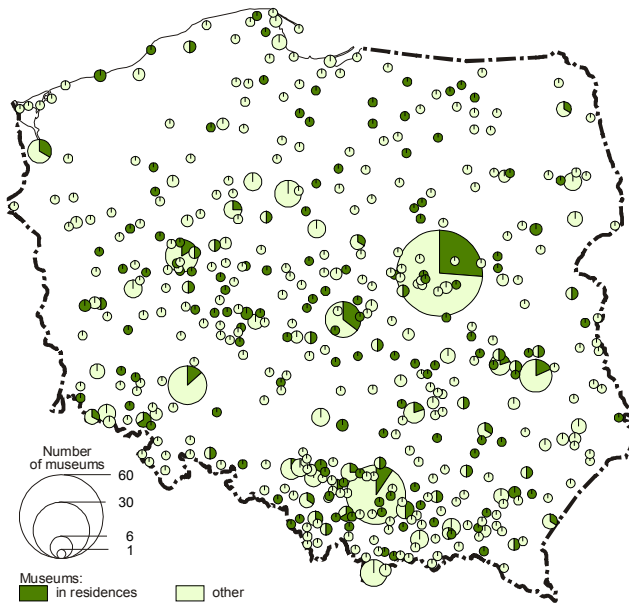 Number
of museums
60
30
6
1
Museums:
in residences
other